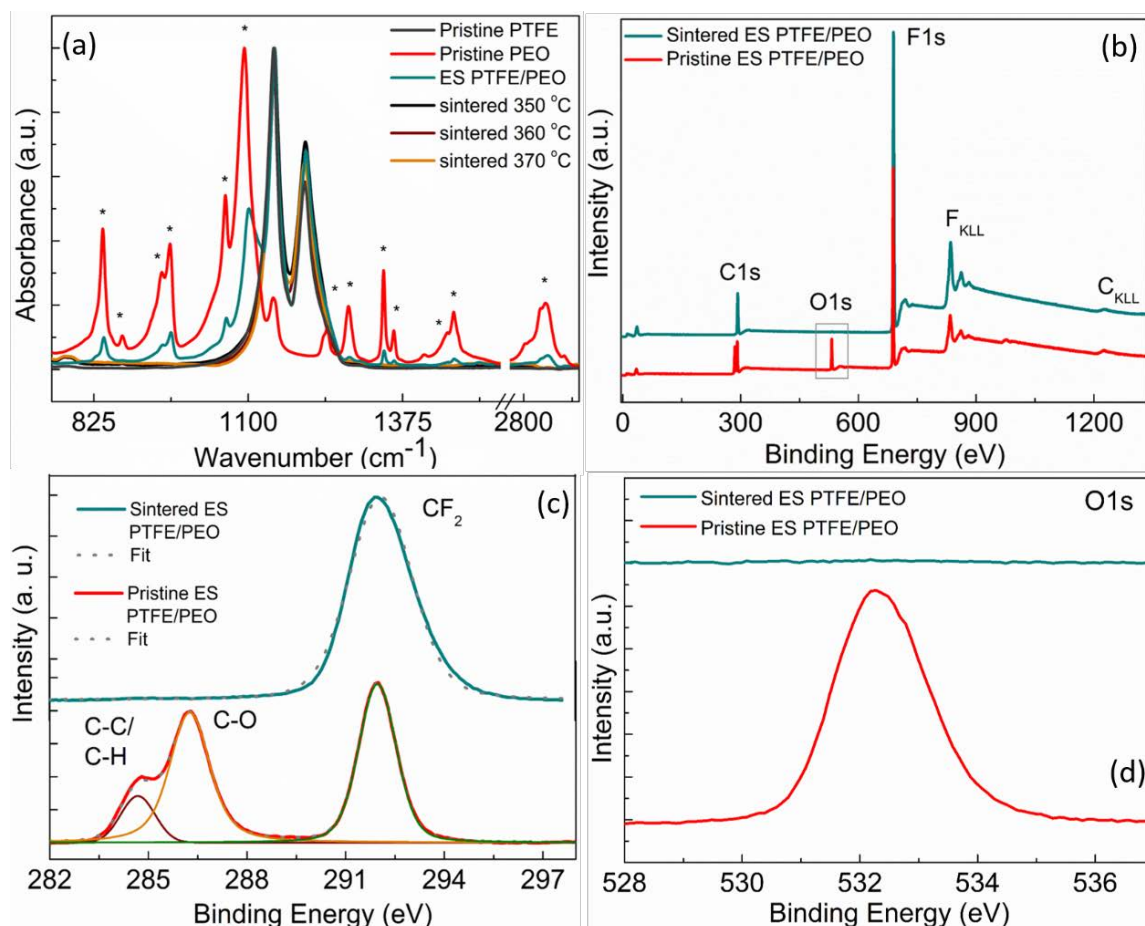 (a)
Pristine PTFE
Pristine PEO
ES PTFE/PEO
sintered 350 °C
sintered 360 °C
sintered 370 °C
* * * * * * * * * * * * *
Absorbance (a.u.)
825 1100 1375 2800
Wavenumber (cm⁻¹)
(b)
Sintered ES PTFE/PEO
Pristine ES PTFE/PEO
F1s
F_KLL
C1s
O1s
C_KLL
Intensity (a.u.)
0 300 600 900 1200
Binding Energy (eV)
(c)
Sintered ES
PTFE/PEO
Fit
Pristine ES
PTFE/PEO
Fit
CF₂
C-C/
C-H
C-O
Intensity (a. u.)
282 285 288 291 294 297
Binding Energy (eV)
Sintered ES PTFE/PEO
Pristine ES PTFE/PEO
O1s
(d)
Intensity (a.u.)
528 530 532 534 536
Binding Energy (eV)